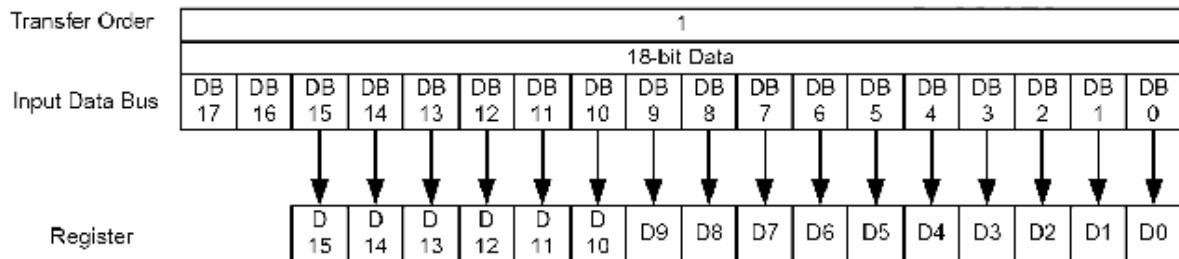 Transfer Order 1
18-bit Data
Input Data Bus DB 17 DB 16 DB 15 DB 14 DB 13 DB 12 DB 11 DB 10 DB 9 DB 8 DB 7 DB 6 DB 5 DB 4 DB 3 DB 2 DB 1 DB 0
Register D 15 D 14 D 13 D 12 D 11 D 10 D9 D8 D7 D6 D5 D4 D3 D2 D1 D0